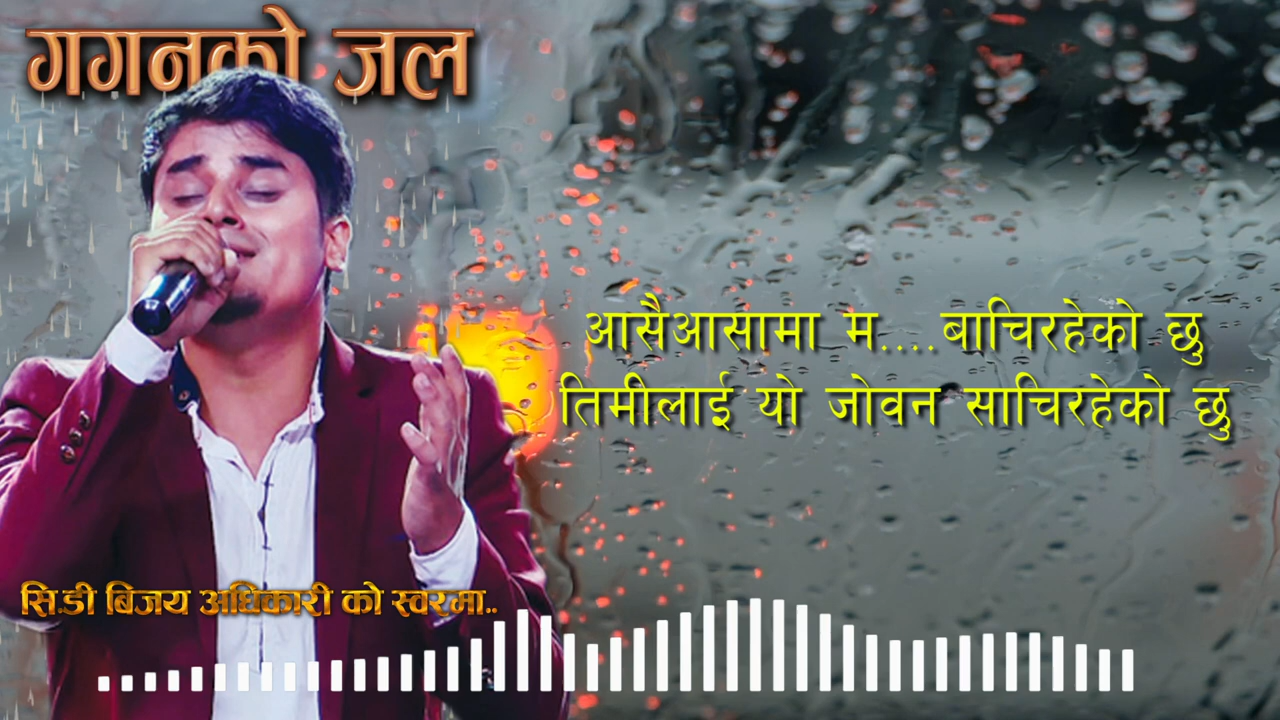 गगनको जल
आसैआसामा म....बाचिरहेको छु
तिमीलाई यो जोवन साचिरहेको छु
सि.डी बिजय अधिकारी को स्वरमा..